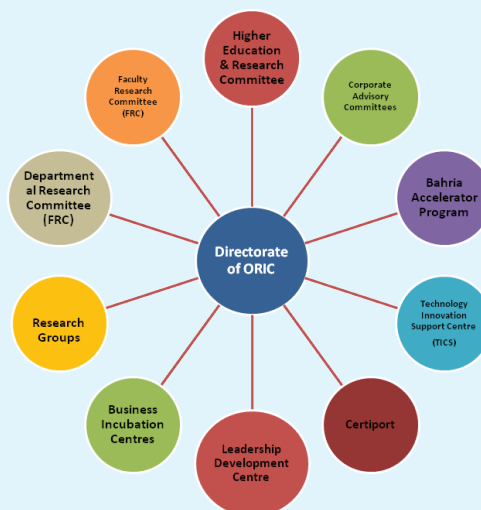 Higher
Education
& Research
Committee
Faculty
Research
Committee
(FRC)
Corporate
Advisory
Committees
Department
al Research
Committee
(FRC)
Bahria
Accelerator
Program
Directorate
of ORIC
Research
Groups
Technology
Innovation
Support Centre
(TICS)
Business
Incubation
Centres
Certiport
Leadership
Development
Centre